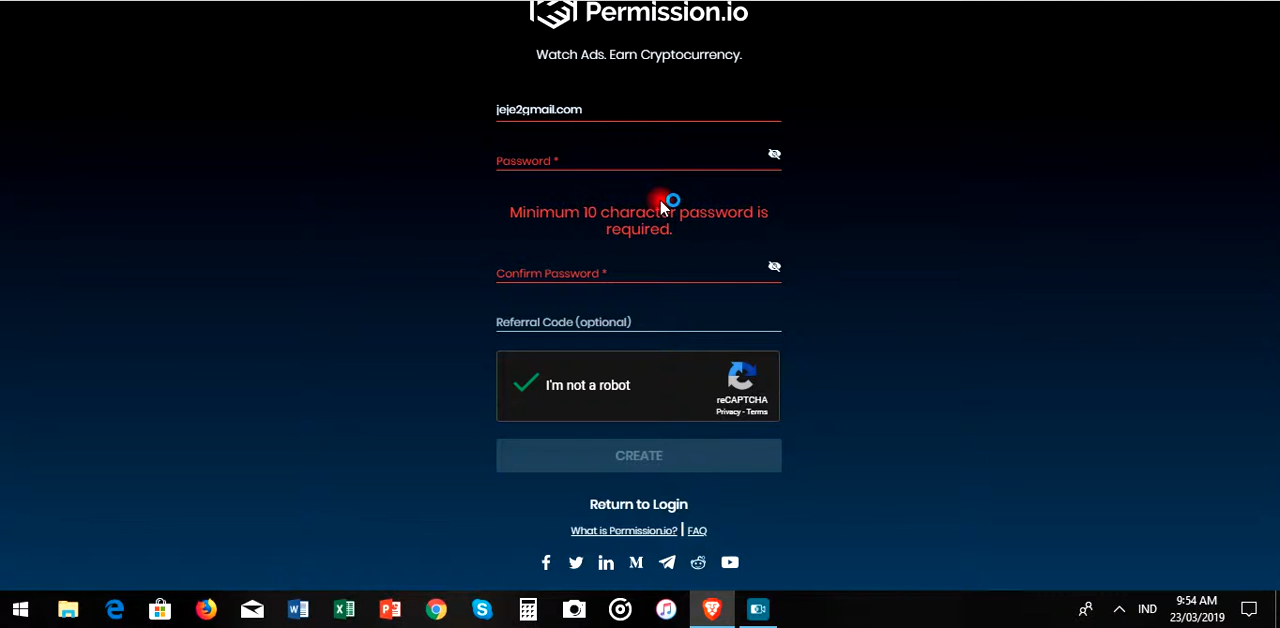 Permission.io
Watch Ads. Earn Cryptocurrency.
jeje2gmail.com
Password *
Minimum 10 character password is
required.
Confirm Password *
Referral Code (optional)
I'm not a robot
reCAPTCHA
Privacy - Terms
CREATE
Return to Login
What is Permission.io? | FAQ
IND
9:54 AM
23/03/2019